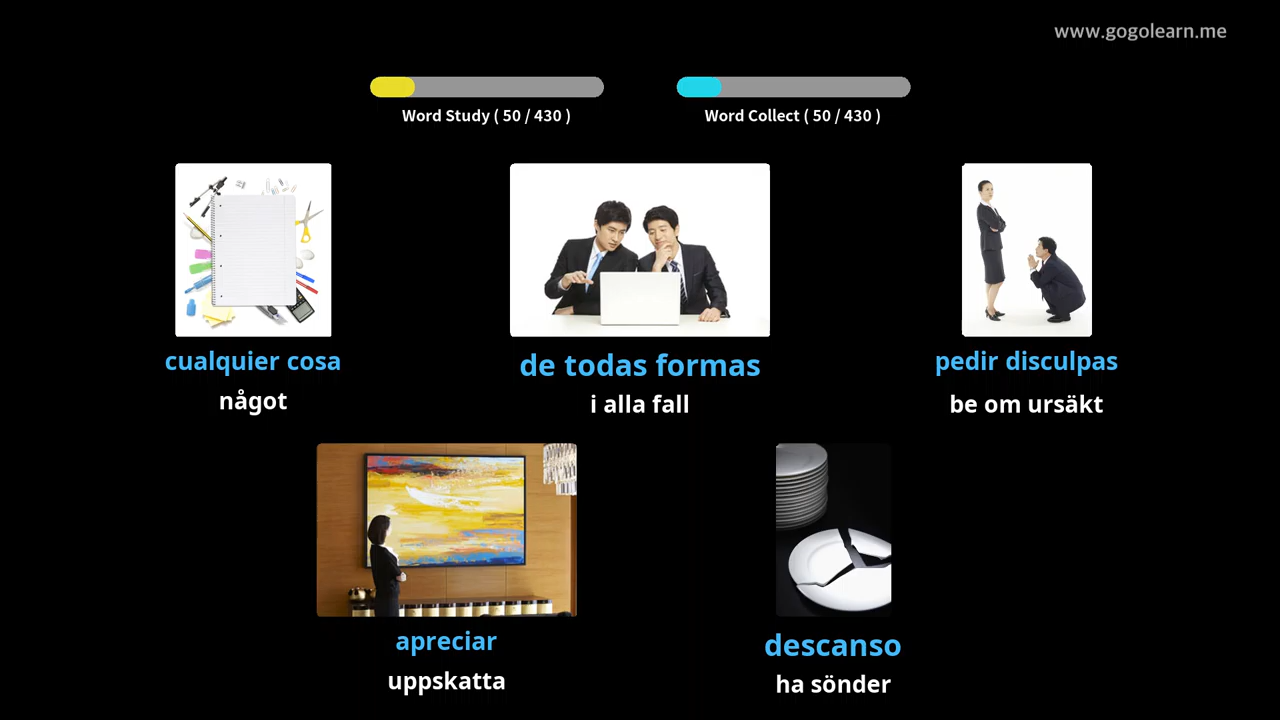 www.gogolearn.me
Word Study ( 50 / 430 )
Word Collect ( 50 / 430 )
cualquier cosa
något
de todas formas
i alla fall
pedir disculpas
be om ursäkt
apreciar
uppskatta
descanso
ha sönder